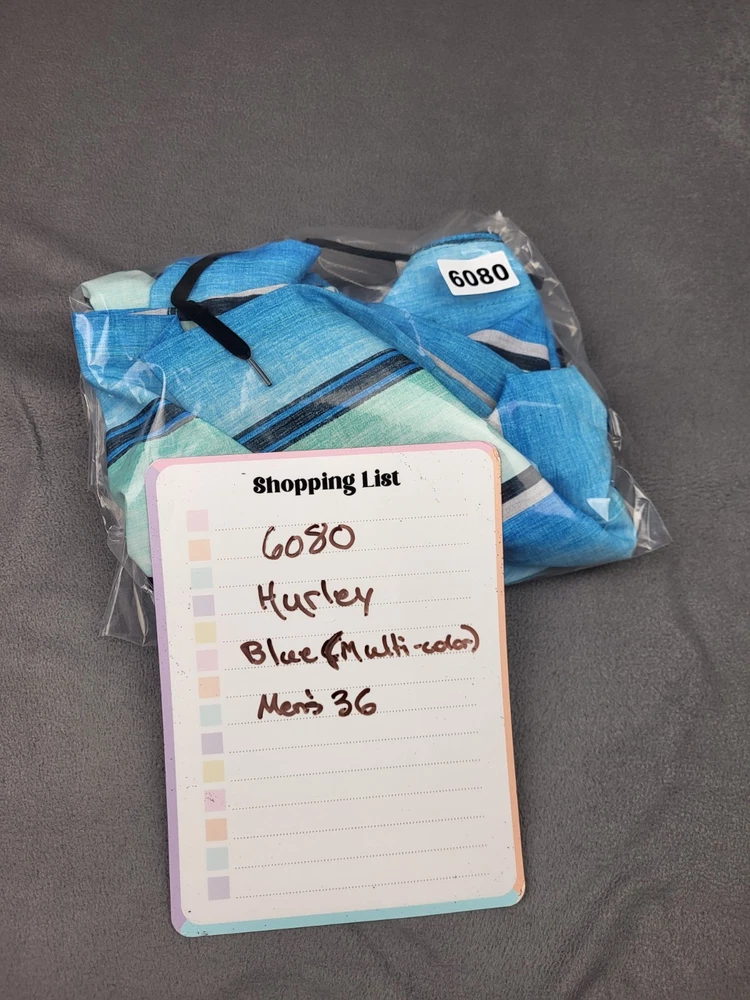 6080
Shopping List
6080
Hurley
Blue (Multi-color)
Men's 36